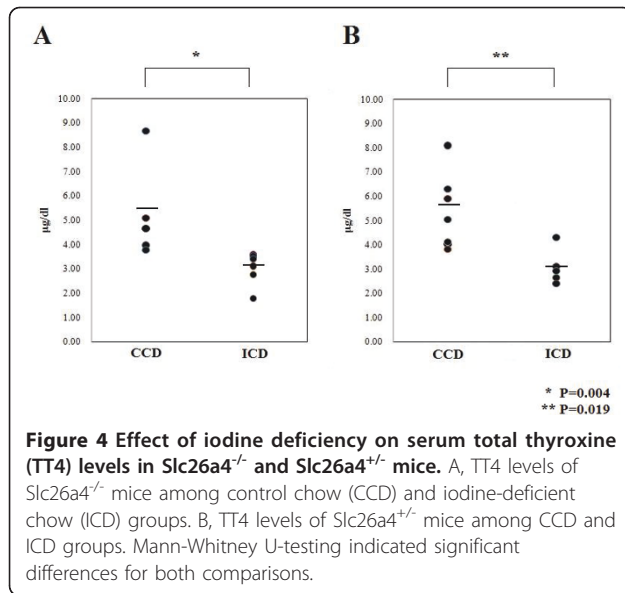 A
B
*
**
10.00
9.00
8.00
7.00
6.00
5.00
4.00
3.00
2.00
1.00
0.00
µg/dl
CCD ICD
10.00
9.00
8.00
7.00
6.00
5.00
4.00
3.00
2.00
1.00
0.00
µg/dl
CCD ICD
* P=0.004
** P=0.019
Figure 4 Effect of iodine deficiency on serum total thyroxine
(TT4) levels in Slc26a4-/- and Slc26a4+/- mice. A, TT4 levels of
Slc26a4-/- mice among control chow (CCD) and iodine-deficient
chow (ICD) groups. B, TT4 levels of Slc26a4+/- mice among CCD and
ICD groups. Mann-Whitney U-testing indicated significant
differences for both comparisons.